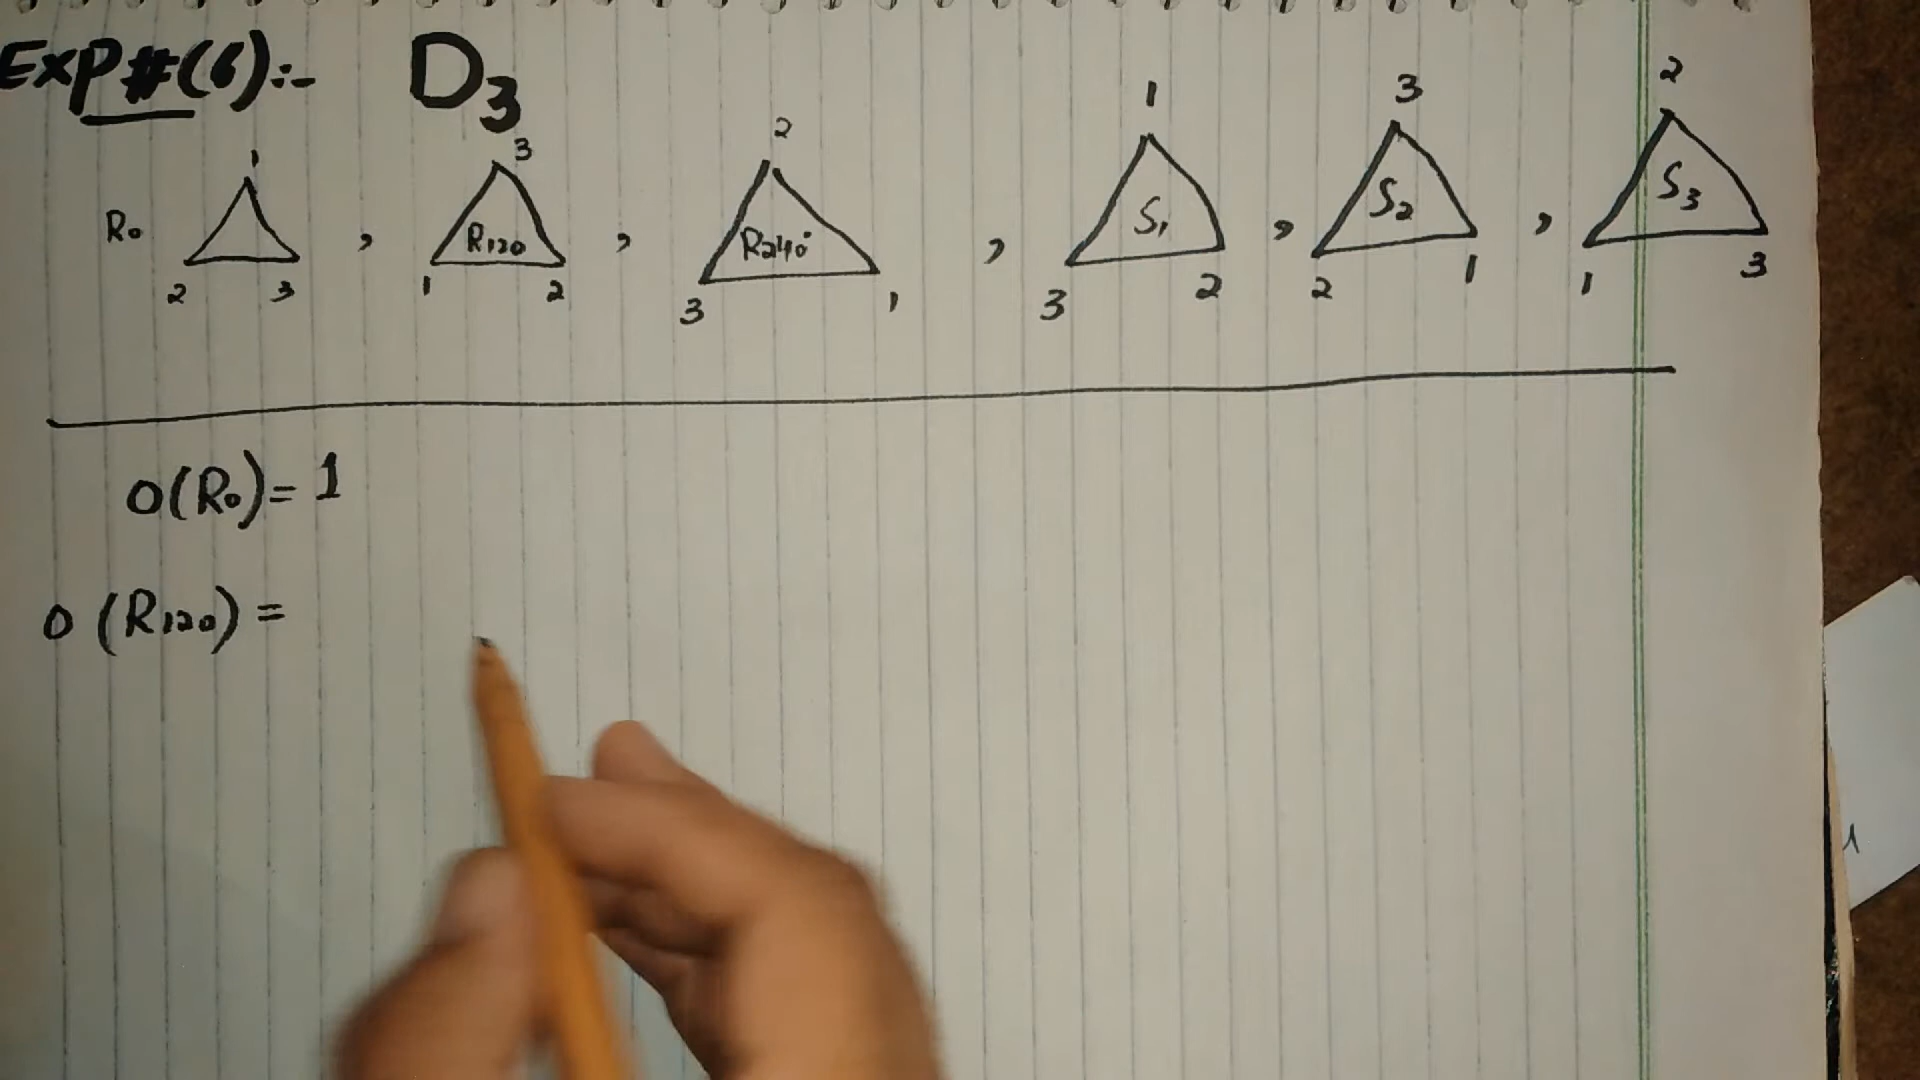 Exp#(6):- D3
1 3 2 1 3 2
R0 , R120 , R240° , S1 , S2 , S3
2 3 1 2 3 1 3 2 2 1 1 3
O(R0)= 1
O (R120) =